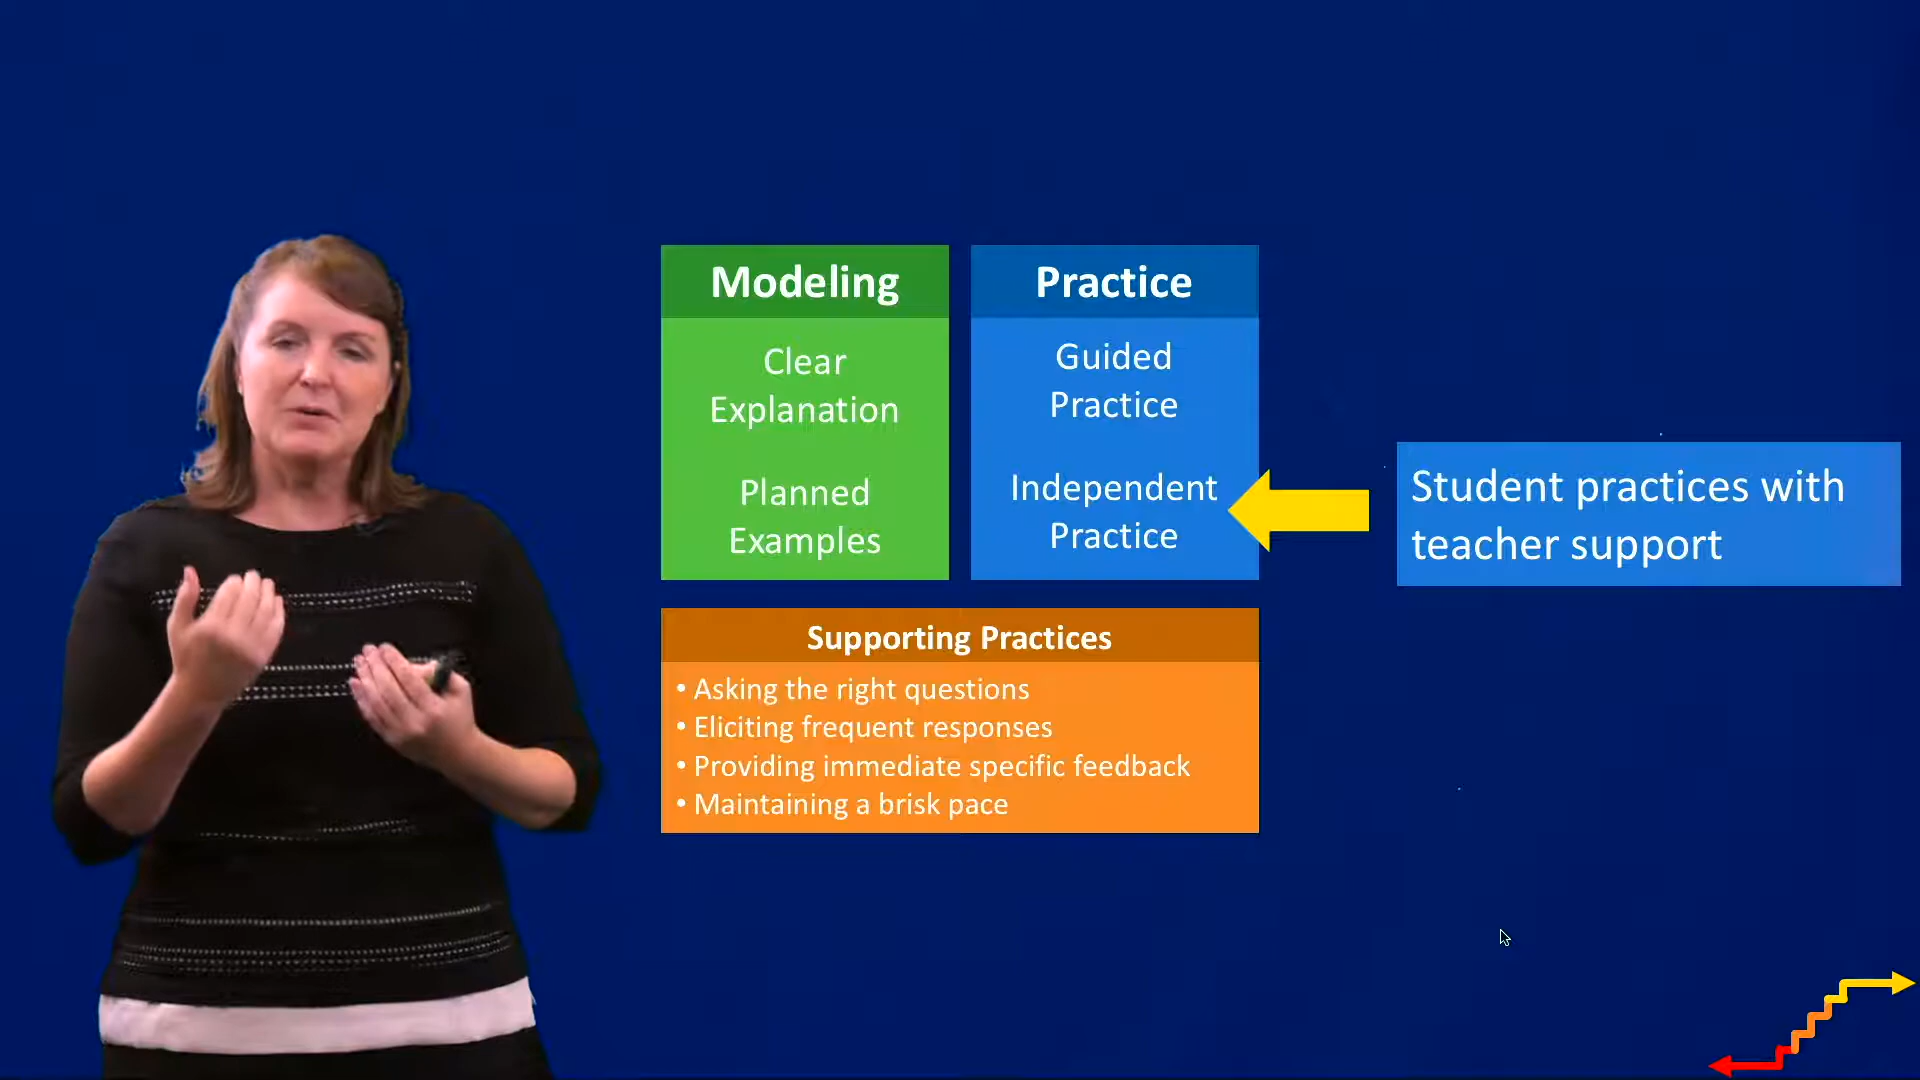 Modeling
Clear
Explanation
Planned
Examples
Practice
Guided
Practice
Independent
Practice
Student practices with
teacher support
Supporting Practices
• Asking the right questions
• Eliciting frequent responses
• Providing immediate specific feedback
• Maintaining a brisk pace